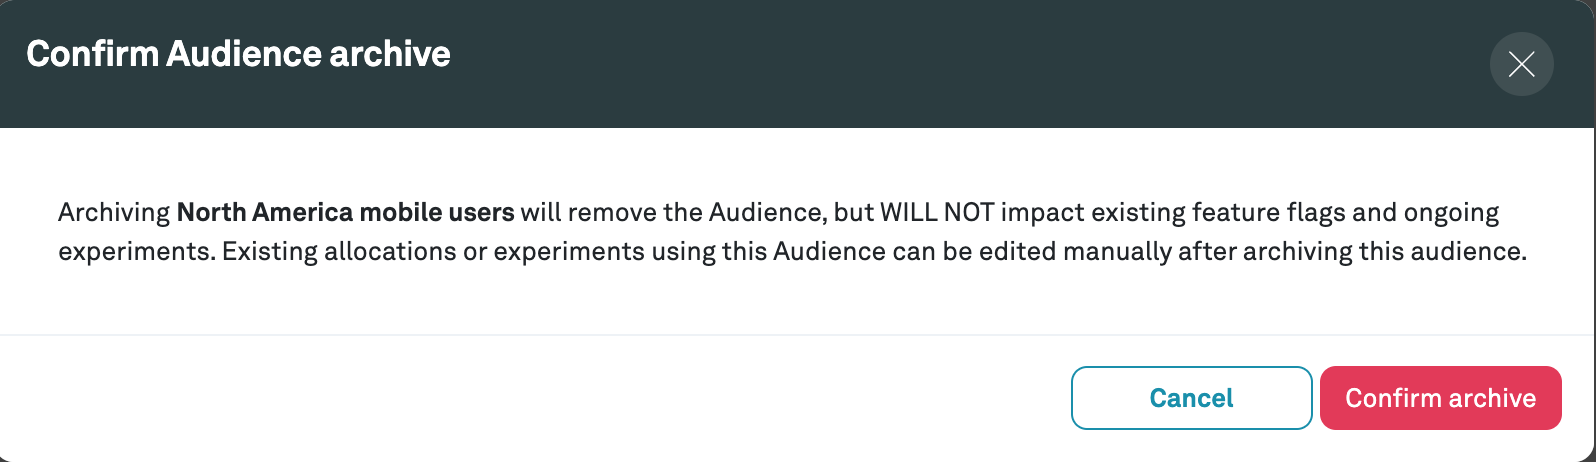 Confirm Audience archive
Archiving North America mobile users will remove the Audience, but WILL NOT impact existing feature flags and ongoing
experiments. Existing allocations or experiments using this Audience can be edited manually after archiving this audience.
Cancel
Confirm archive